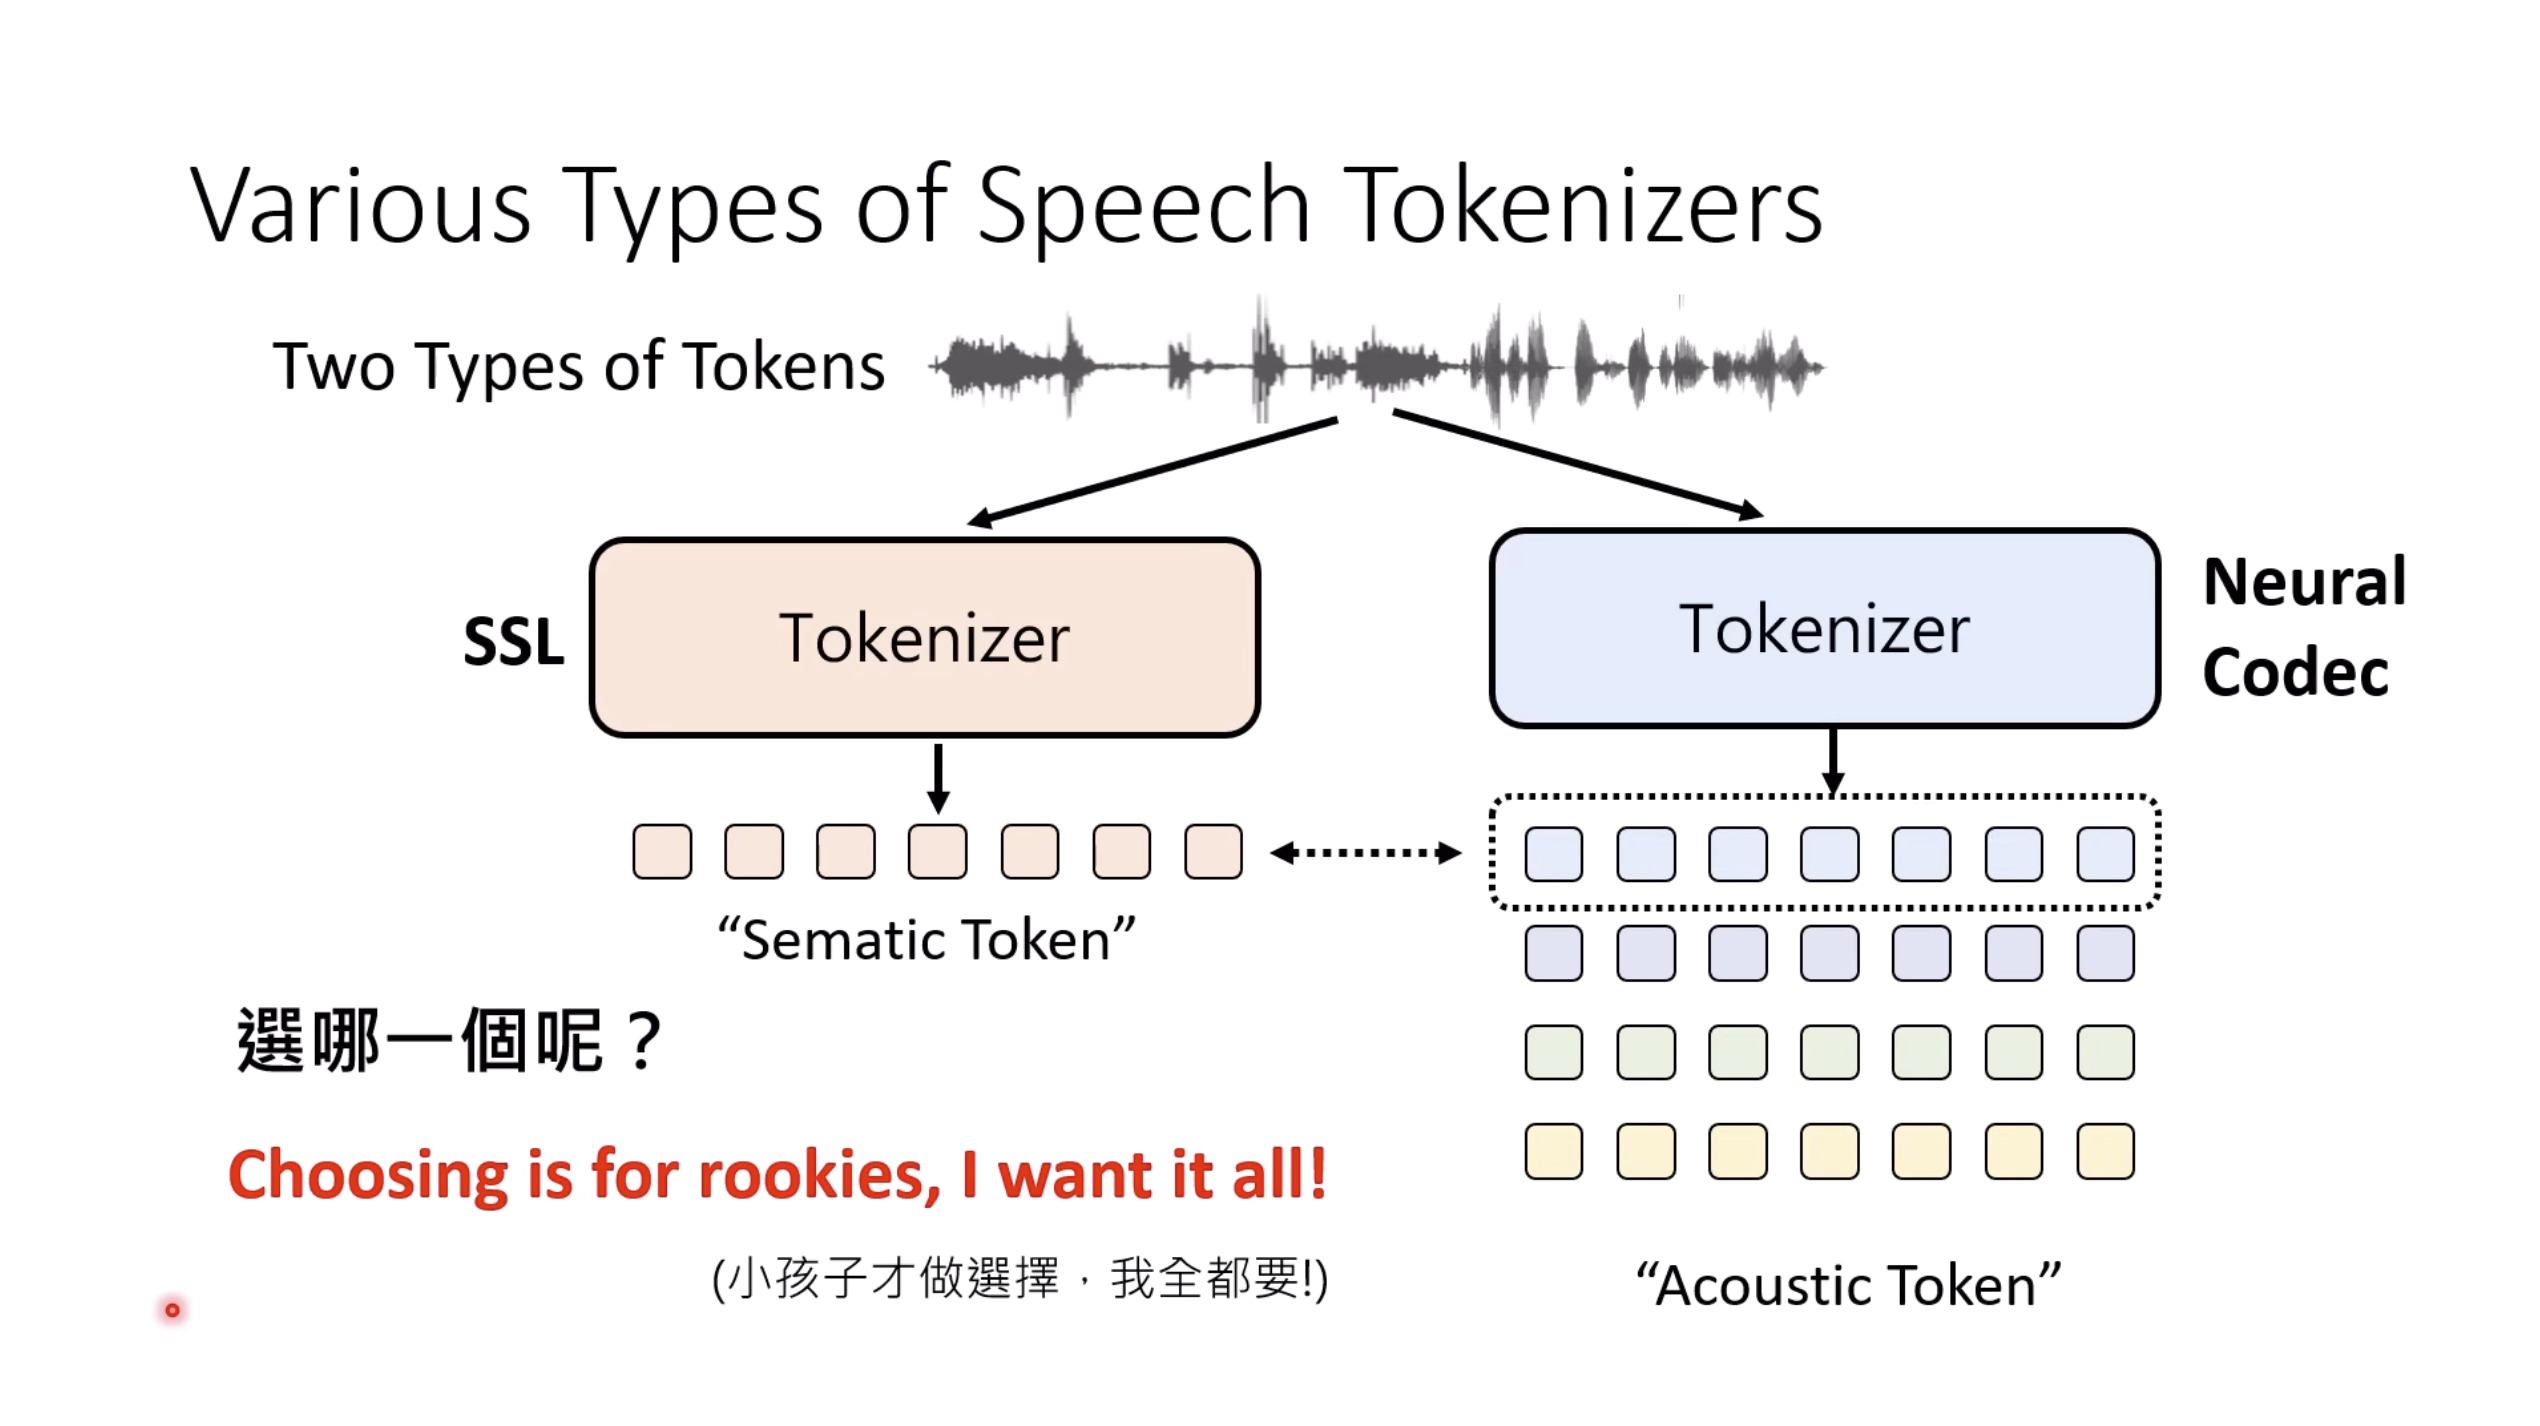 Various Types of Speech Tokenizers
Two Types of Tokens
SSL
Tokenizer
Tokenizer
Neural
Codec
“Sematic Token”
選哪一個呢？
Choosing is for rookies, I want it all!
(小孩子才做選擇，我全都要!)
“Acoustic Token”